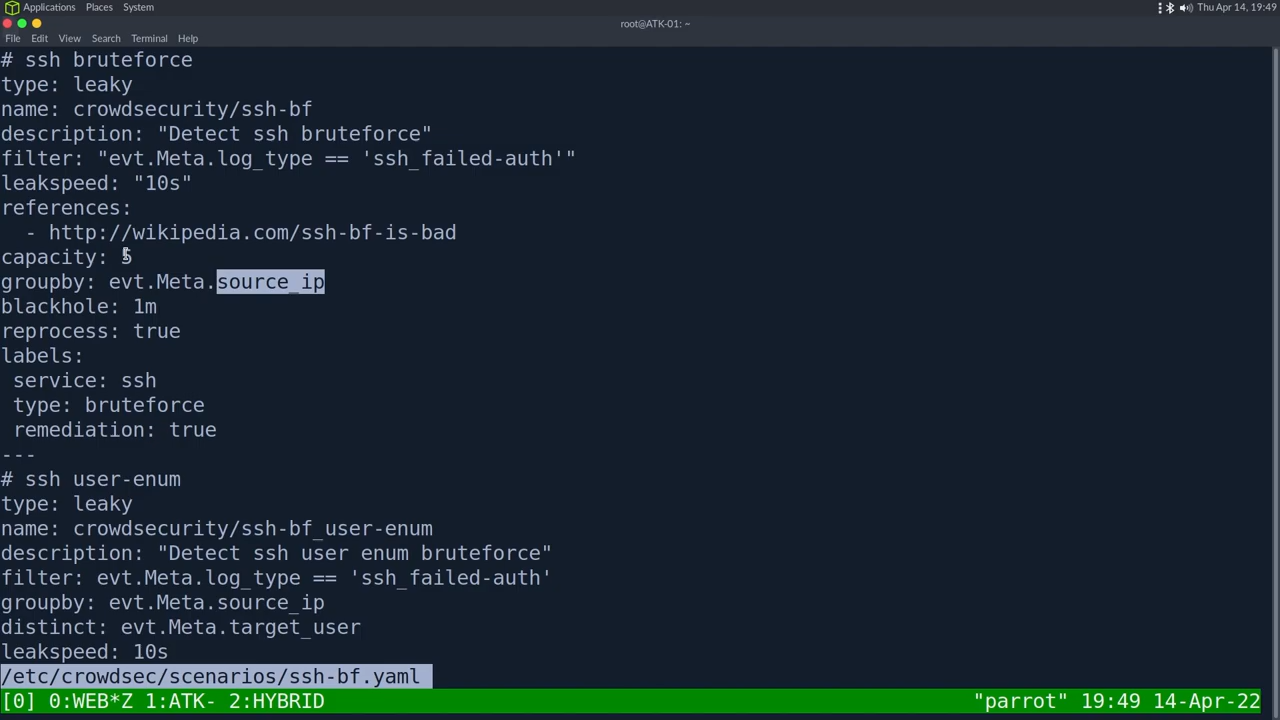 Applications Places System Thu Apr 14, 19:49
root@ATK-01: ~
File Edit View Search Terminal Help
# ssh bruteforce
type: leaky
name: crowdsecurity/ssh-bf
description: "Detect ssh bruteforce"
filter: "evt.Meta.log_type == 'ssh_failed-auth'"
leakspeed: "10s"
references:
  - http://wikipedia.com/ssh-bf-is-bad
capacity: 5
groupby: evt.Meta.source_ip
blackhole: 1m
reprocess: true
labels:
 service: ssh
 type: bruteforce
 remediation: true
---
# ssh user-enum
type: leaky
name: crowdsecurity/ssh-bf_user-enum
description: "Detect ssh user enum bruteforce"
filter: evt.Meta.log_type == 'ssh_failed-auth'
groupby: evt.Meta.source_ip
distinct: evt.Meta.target_user
leakspeed: 10s
/etc/crowdsec/scenarios/ssh-bf.yaml
[0] 0:WEB*Z 1:ATK- 2:HYBRID "parrot" 19:49 14-Apr-22